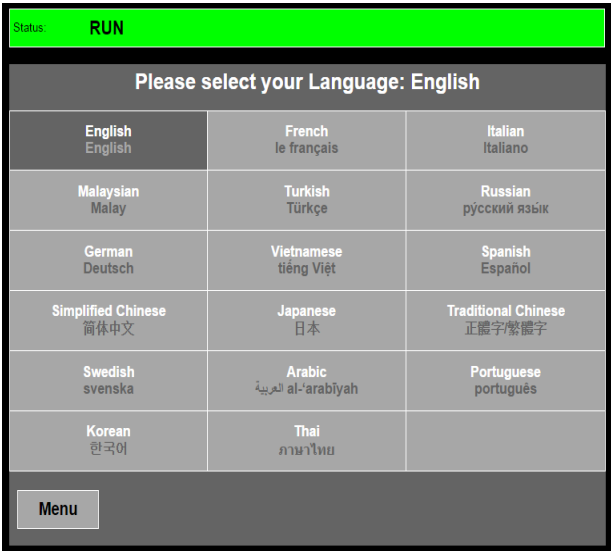 Status: RUN
Please select your Language: English
English
English
French
le français
Italian
Italiano
Malaysian
Malay
Turkish
Türkçe
Russian
ру́сский язы́к
German
Deutsch
Vietnamese
tiếng Việt
Spanish
Español
Simplified Chinese
简体中文
Japanese
日本
Traditional Chinese
正體字/繁體字
Swedish
svenska
Arabic
العربية al-‘arabīyah
Portuguese
português
Korean
한국어
Thai
ภาษาไทย
Menu